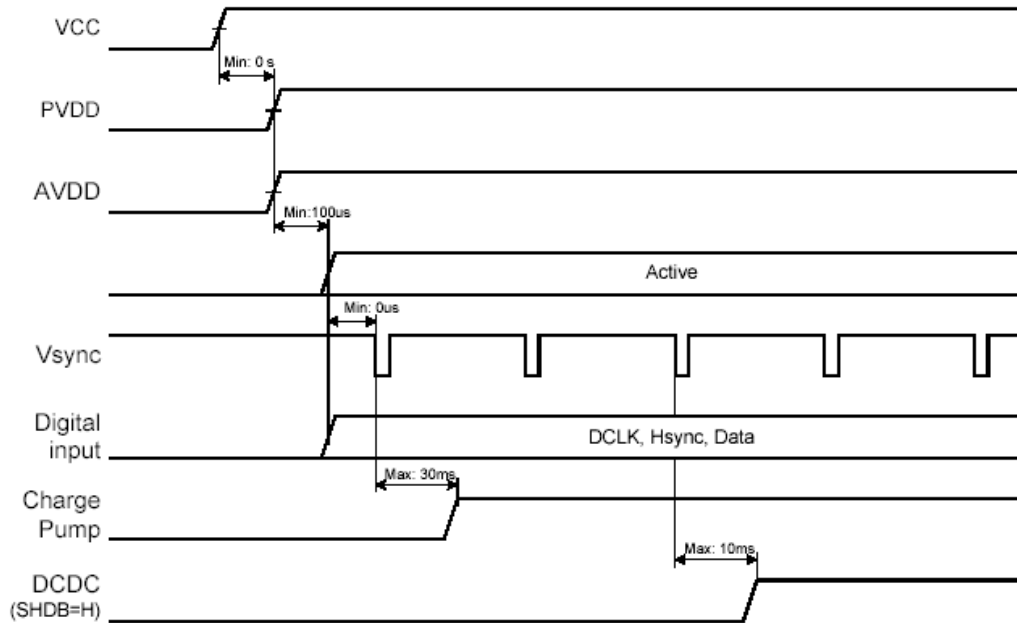 VCC
Min: 0 s
PVDD
AVDD
Min:100us
Active
Min: 0us
Vsync
Digital
input
DCLK, Hsync, Data
Max: 30ms
Charge
Pump
Max: 10ms
DCDC
(SHDB=H)